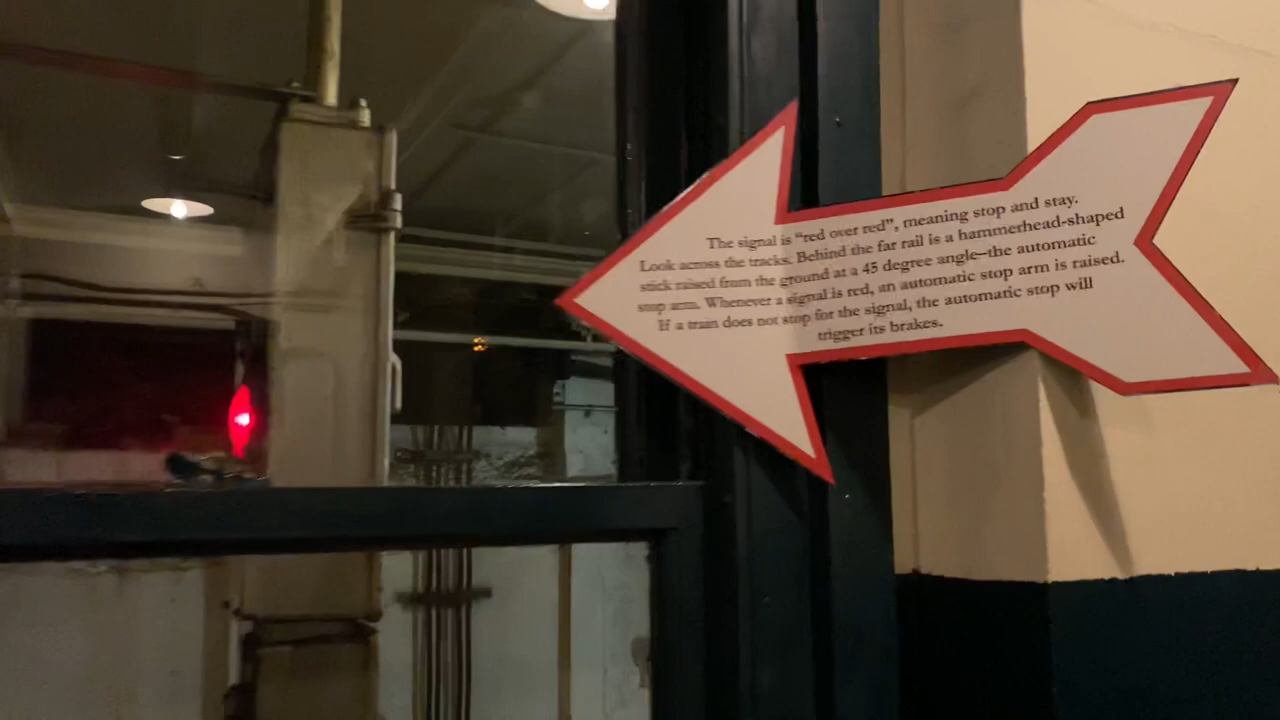 The signal is “red over red”, meaning stop and stay.
Look across the tracks. Behind the far rail is a hammerhead-shaped
stick raised from the ground at a 45 degree angle—the automatic
stop arm. Whenever a signal is red, an automatic stop arm is raised.
If a train does not stop for the signal, the automatic stop will
trigger its brakes.